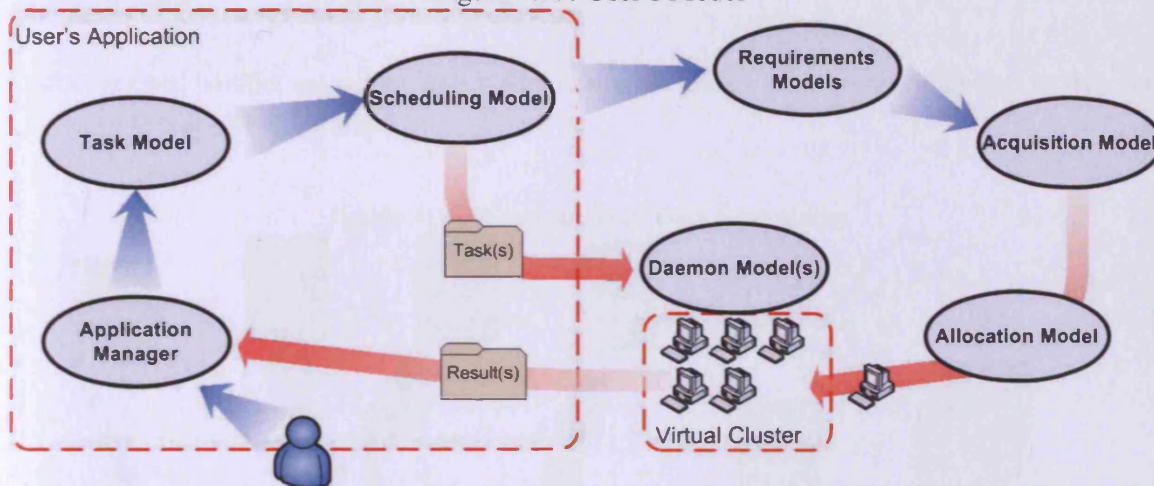 User's Application
Task Model
Scheduling Model
Requirements
Models
Acquisition Model
Task(s)
Daemon Model(s)
Application
Manager
Result(s)
Allocation Model
Virtual Cluster